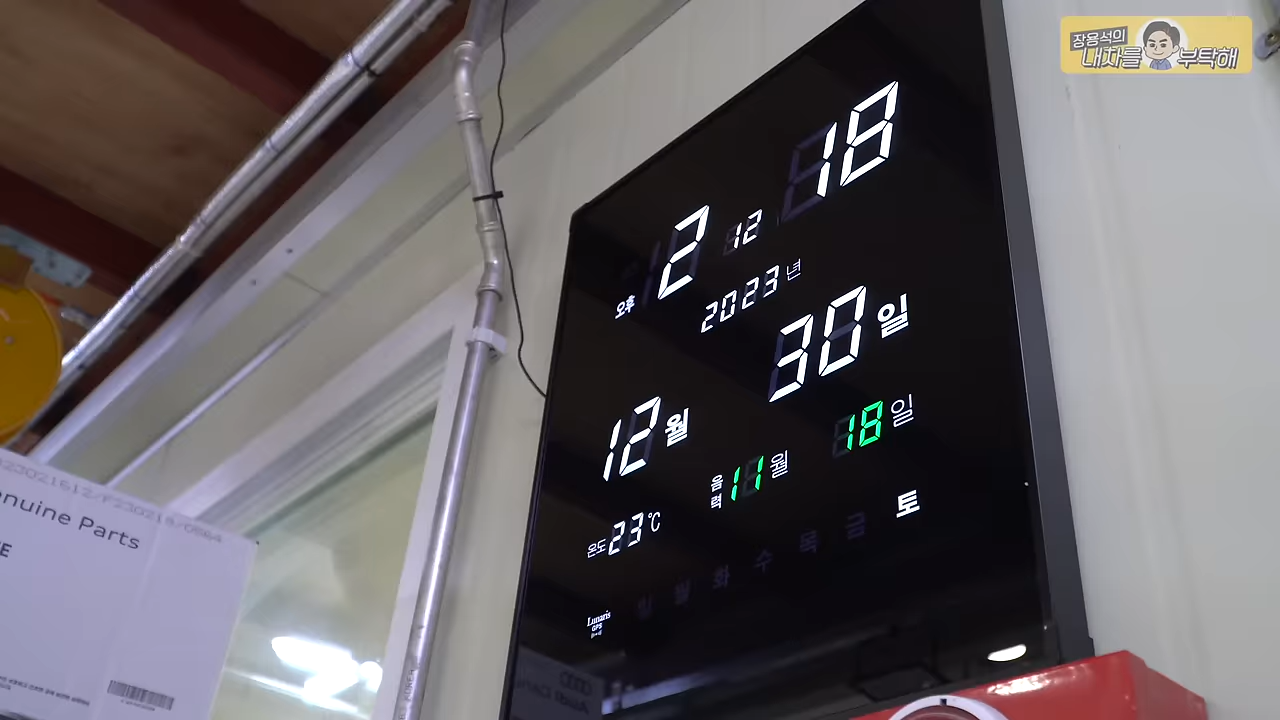 장용석의
내차를 부탁해
오후 2 12 18
2023년
12월 30일
음력 11월 18일
온도 23℃
일 월 화 수 목 금 토
Lunaris
GPS
enuine Parts